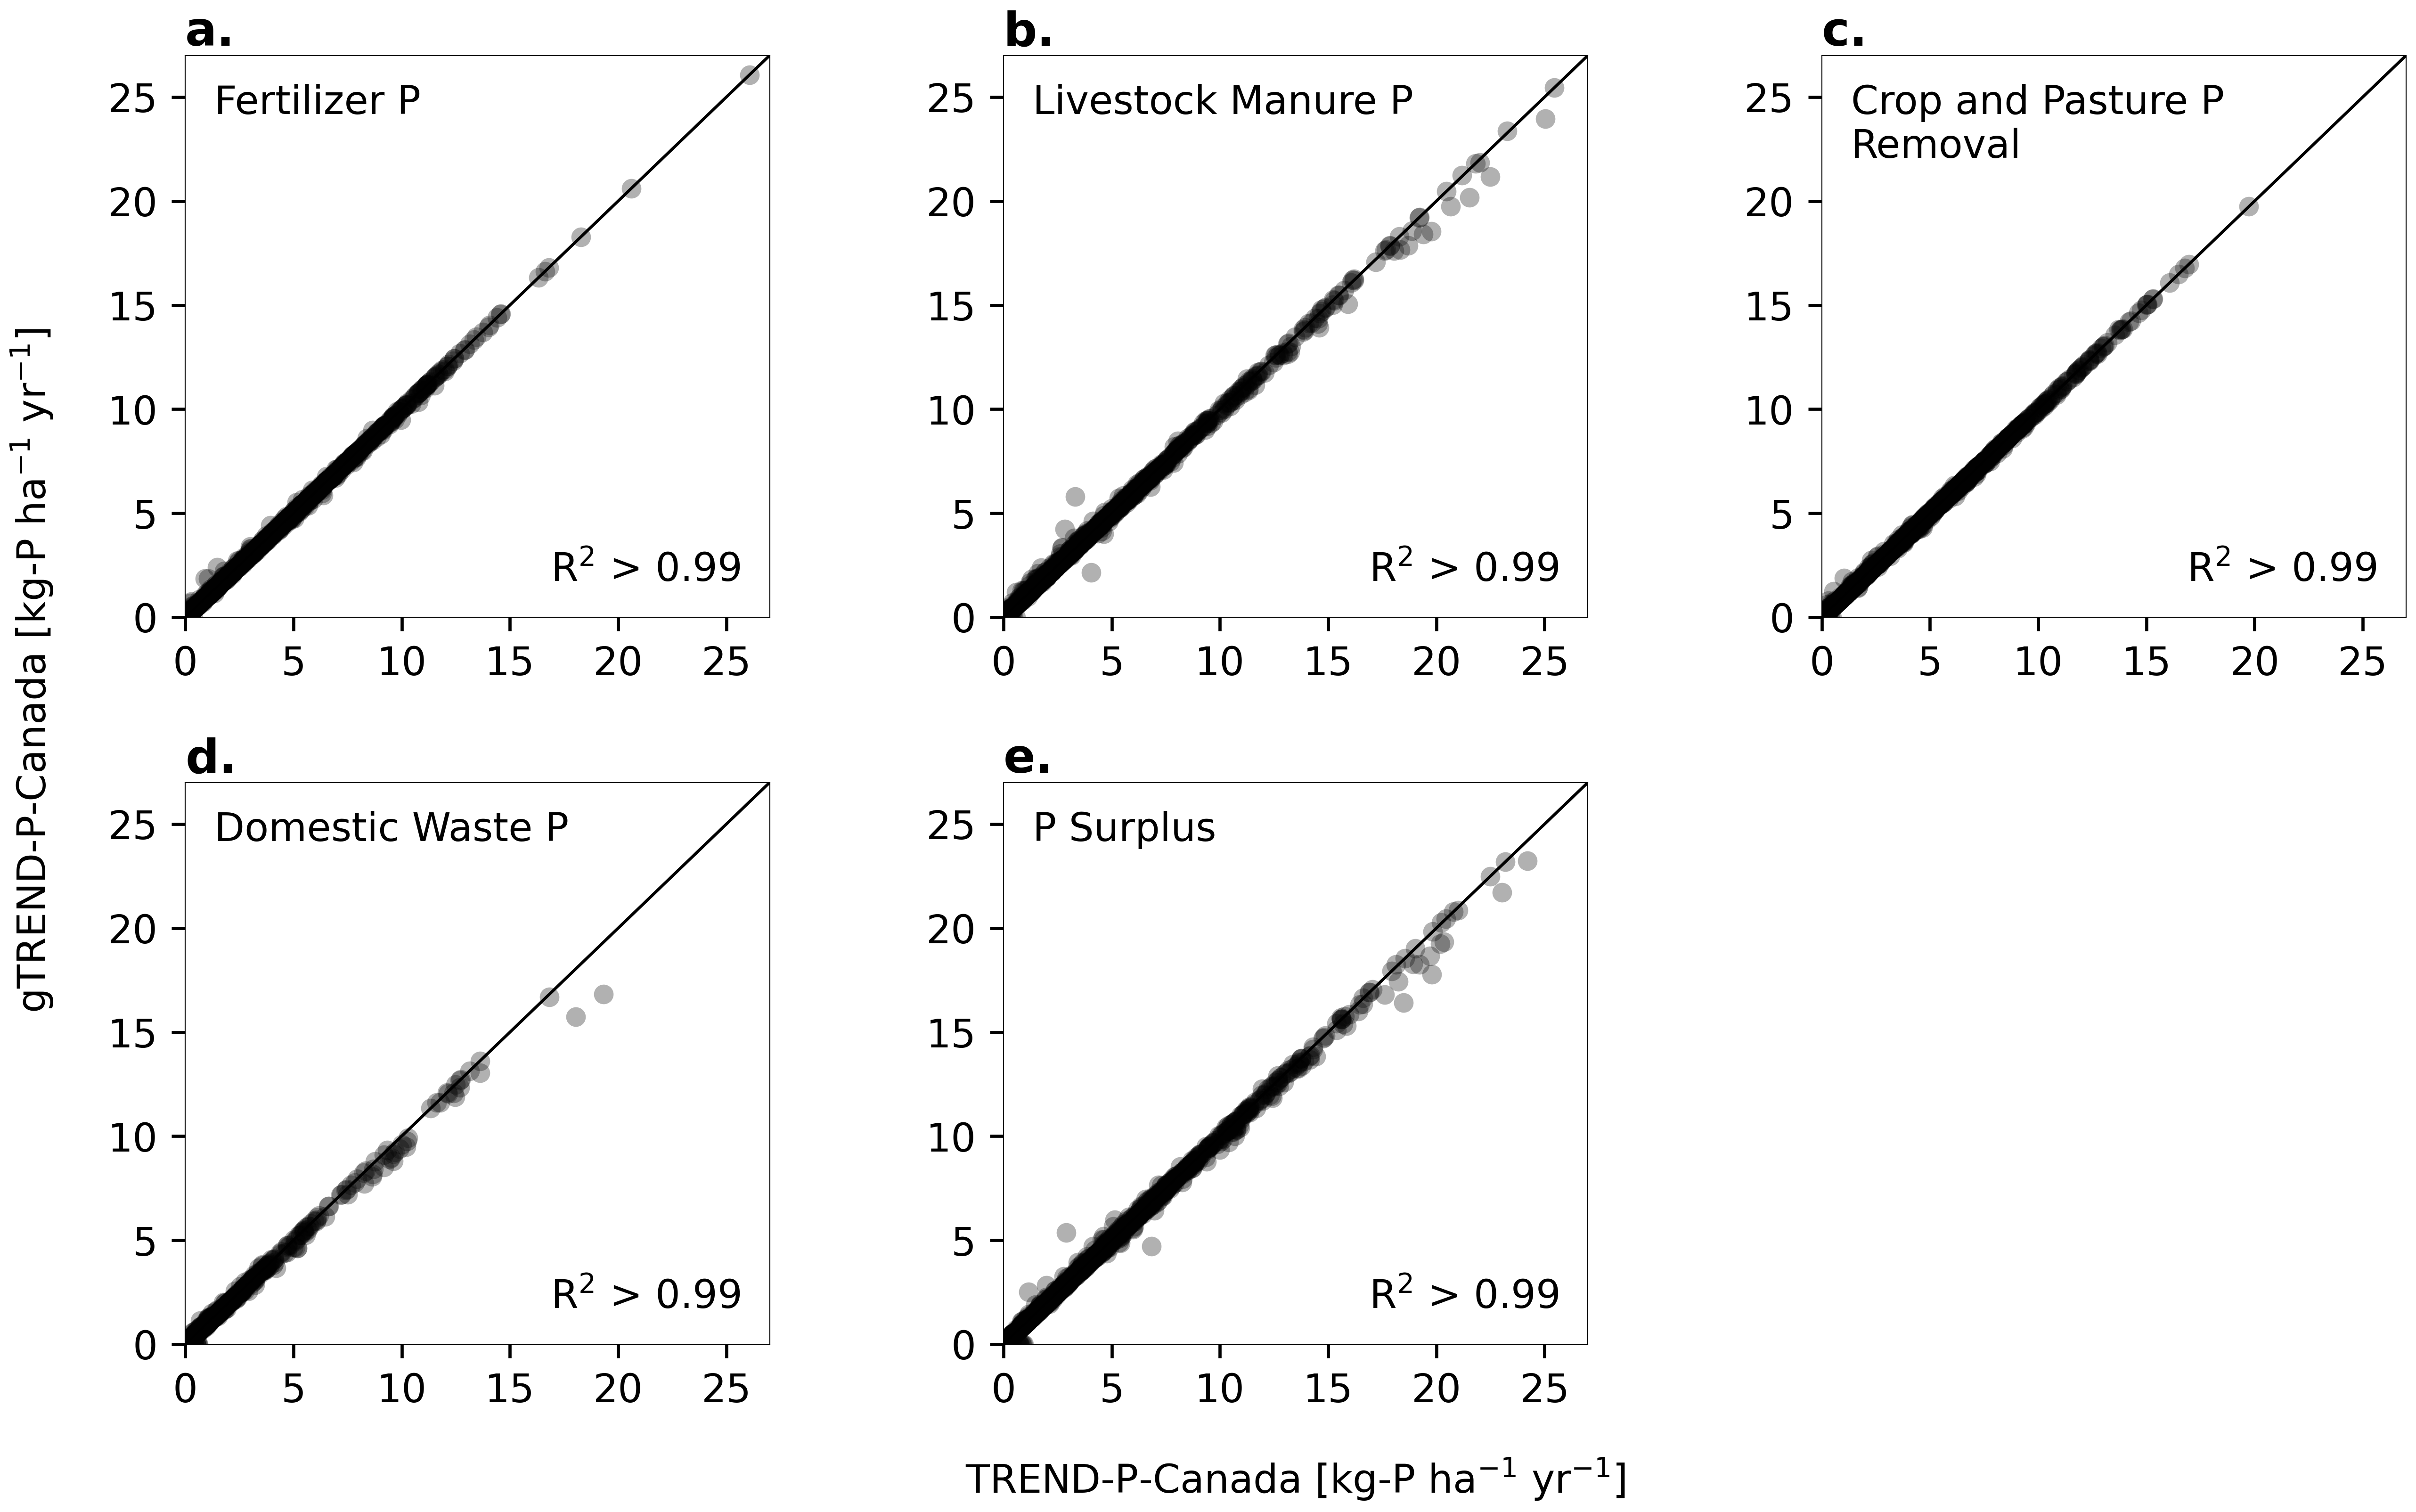 a.
Fertilizer P
25
20
15
10
5
0
0 5 10 15 20 25
R² > 0.99
b.
Livestock Manure P
25
20
15
10
5
0
0 5 10 15 20 25
R² > 0.99
c.
Crop and Pasture P
Removal
25
20
15
10
5
0
0 5 10 15 20 25
R² > 0.99
gTREND-P-Canada [kg-P ha⁻¹ yr⁻¹]
d.
Domestic Waste P
25
20
15
10
5
0
0 5 10 15 20 25
R² > 0.99
e.
P Surplus
25
20
15
10
5
0
0 5 10 15 20 25
R² > 0.99
TREND-P-Canada [kg-P ha⁻¹ yr⁻¹]